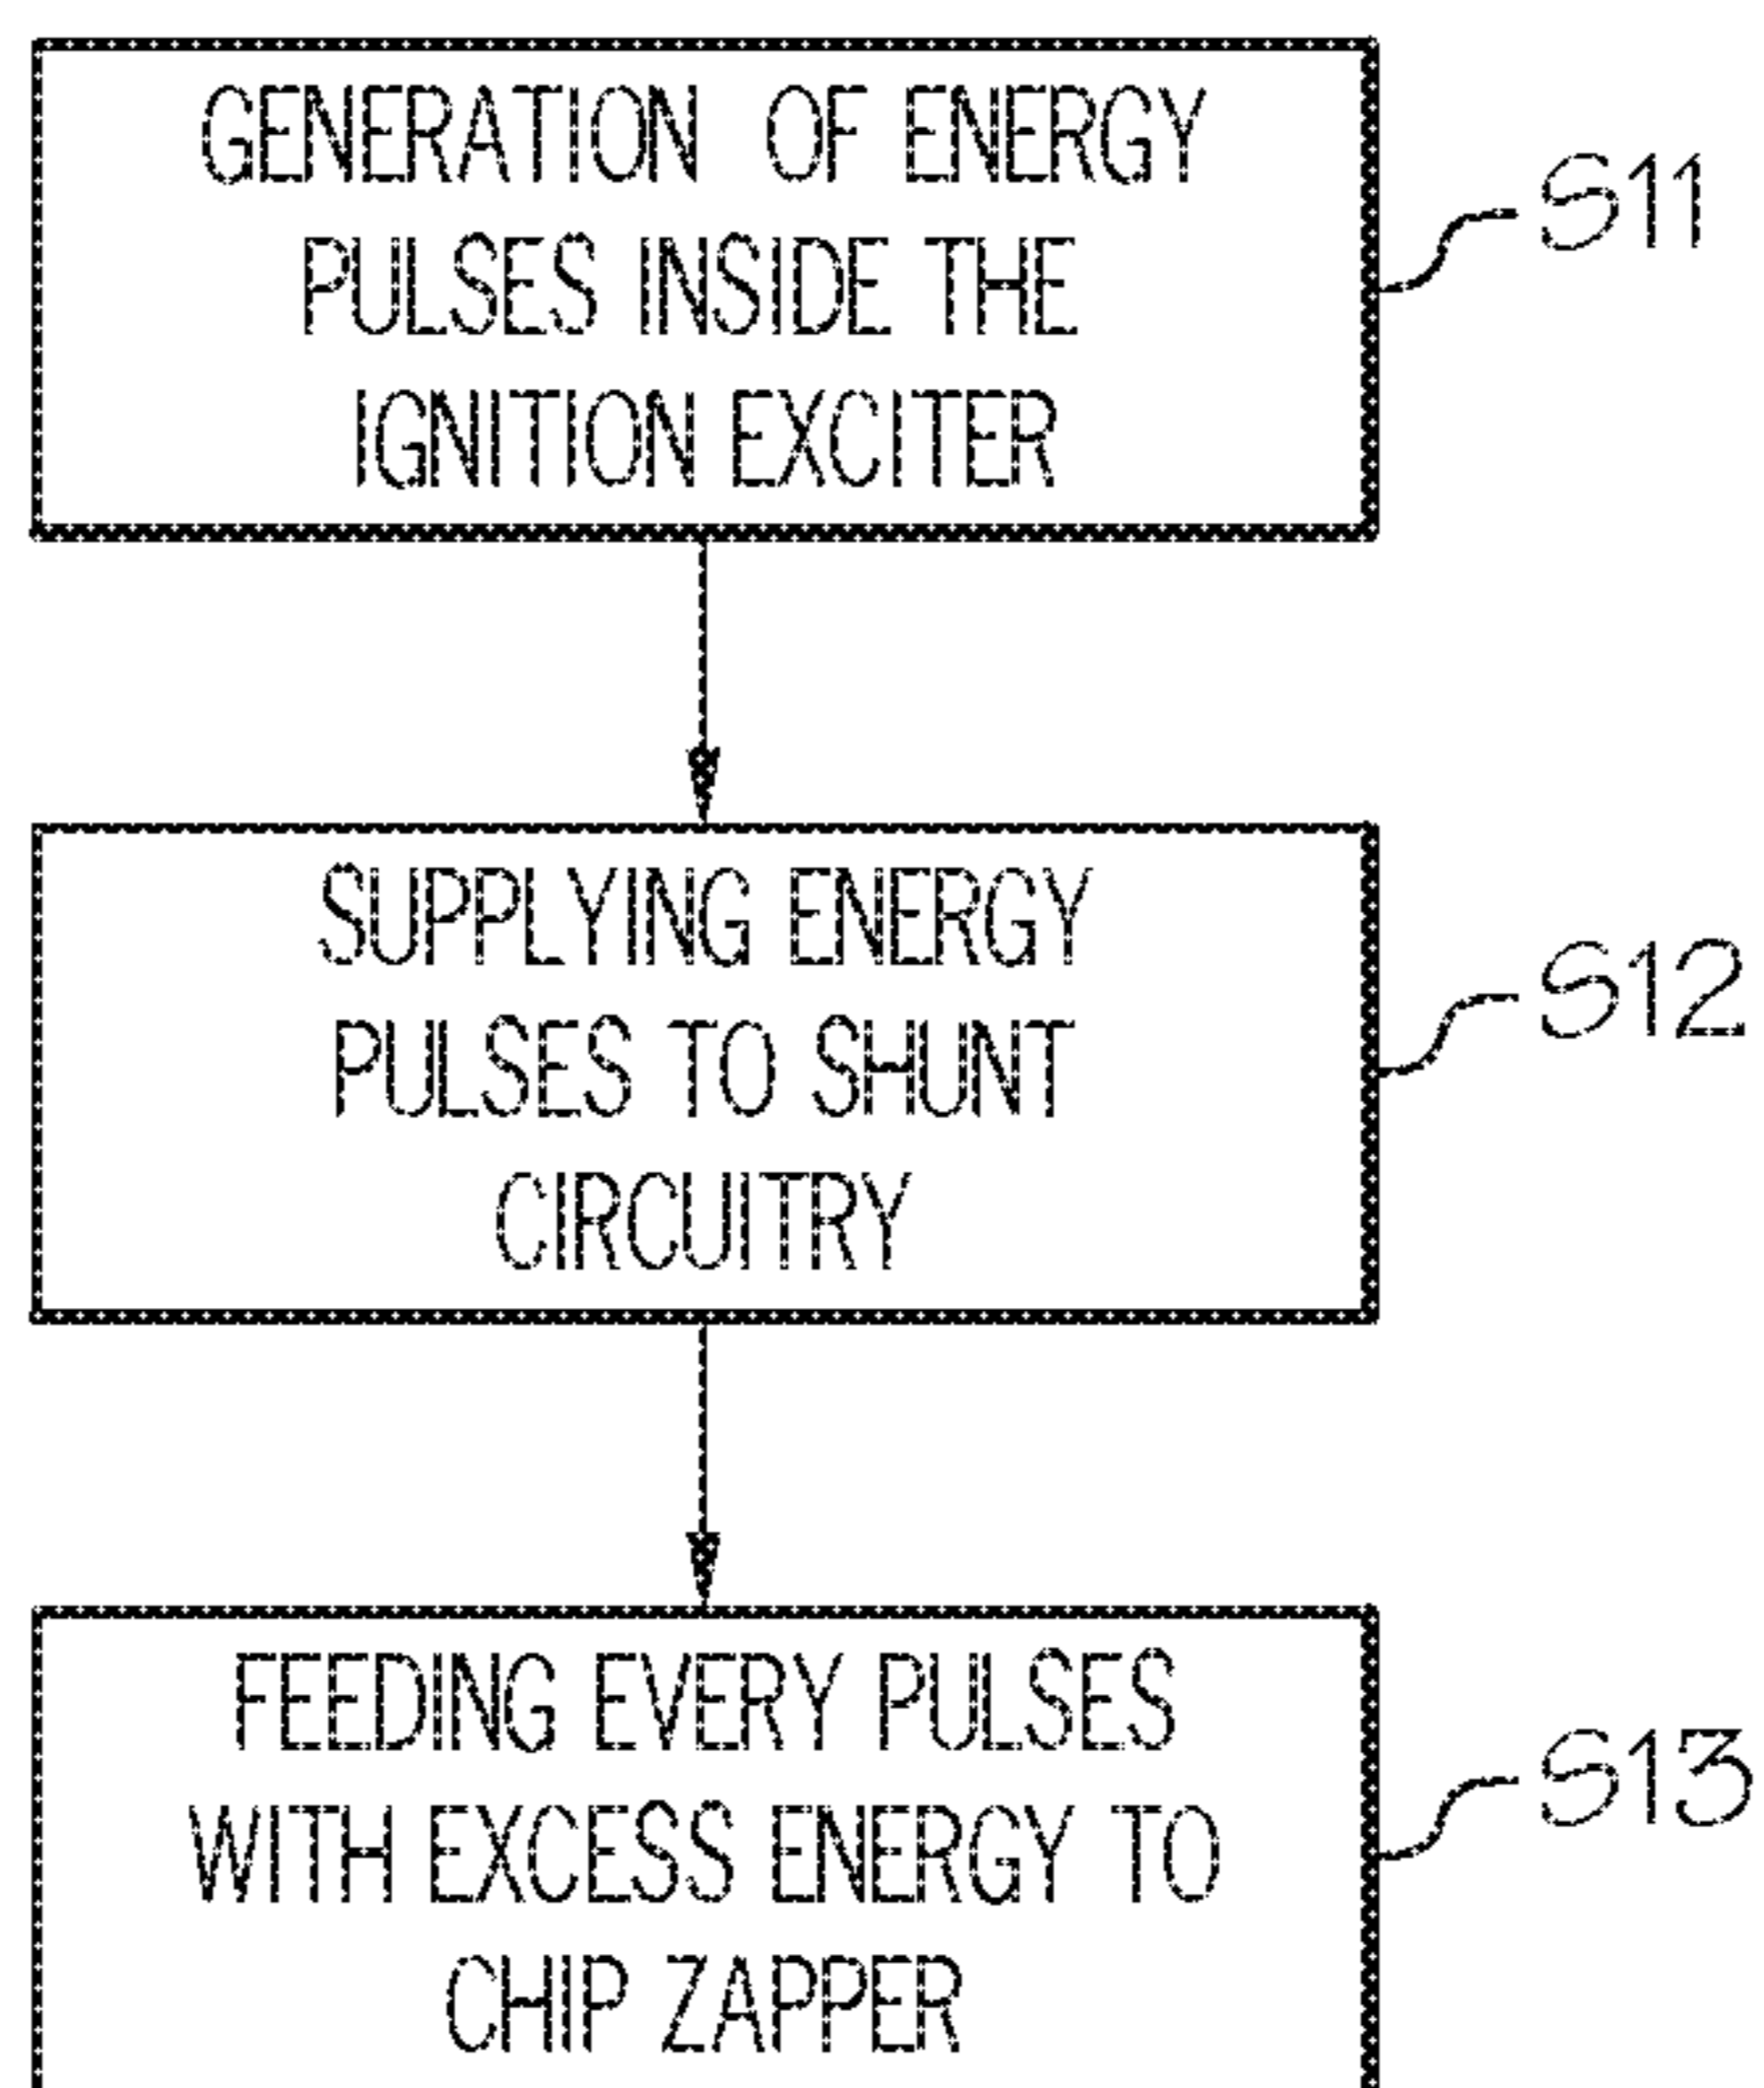 GENERATION OF ENERGY
PULSES INSIDE THE
IGNITION EXCITER
S11
SUPPLYING ENERGY
PULSES TO SHUNT
CIRCUITRY
S12
FEEDING EVERY PULSES
WITH EXCESS ENERGY TO
CHIP ZAPPER
S13